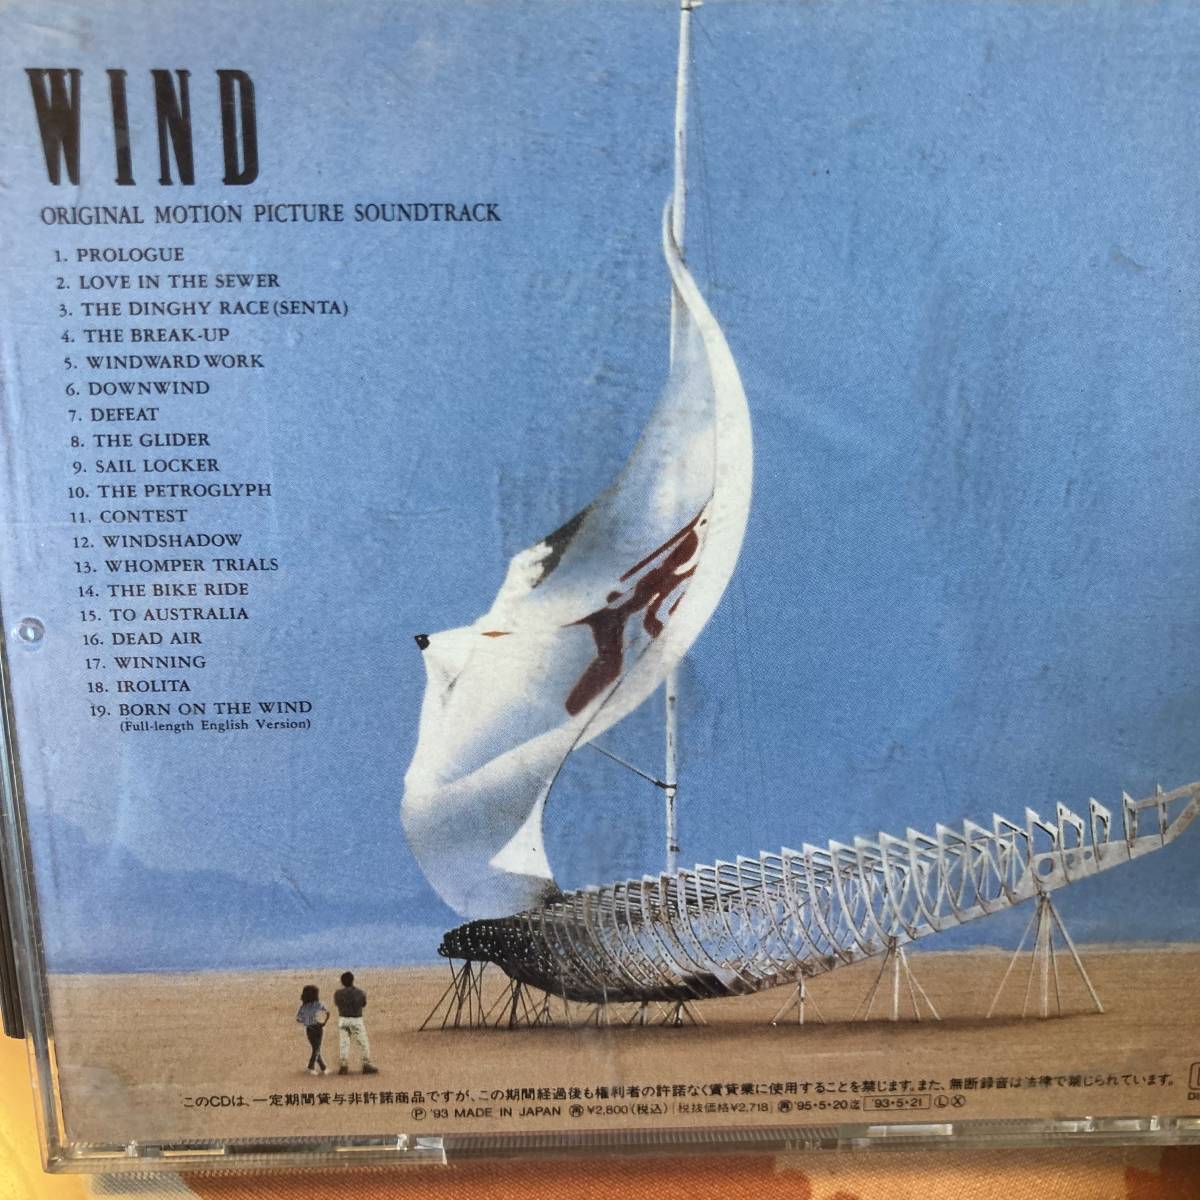 WIND
ORIGINAL MOTION PICTURE SOUNDTRACK
1. PROLOGUE
2. LOVE IN THE SEWER
3. THE DINGHY RACE (SENTA)
4. THE BREAK-UP
5. WINDWARD WORK
6. DOWNWIND
7. DEFEAT
8. THE GLIDER
9. SAIL LOCKER
10. THE PETROGLYPH
11. CONTEST
12. WINDSHADOW
13. WHOMPER TRIALS
14. THE BIKE RIDE
15. TO AUSTRALIA
16. DEAD AIR
17. WINNING
18. IROLITA
19. BORN ON THE WIND
(Full-length English Version)
このCDは、一定期間貸与非許諾商品ですが、この期間経過後も権利者の許諾なく賃貸業に使用することを禁じます。また、無断録音は法律で禁じられています。
Ⓟ '93 MADE IN JAPAN ㊖ ¥2,800(税込) 税抜価格¥2,718 ㊖ '95・5・20迄 '93・5・21 Ⓛ Ⓧ